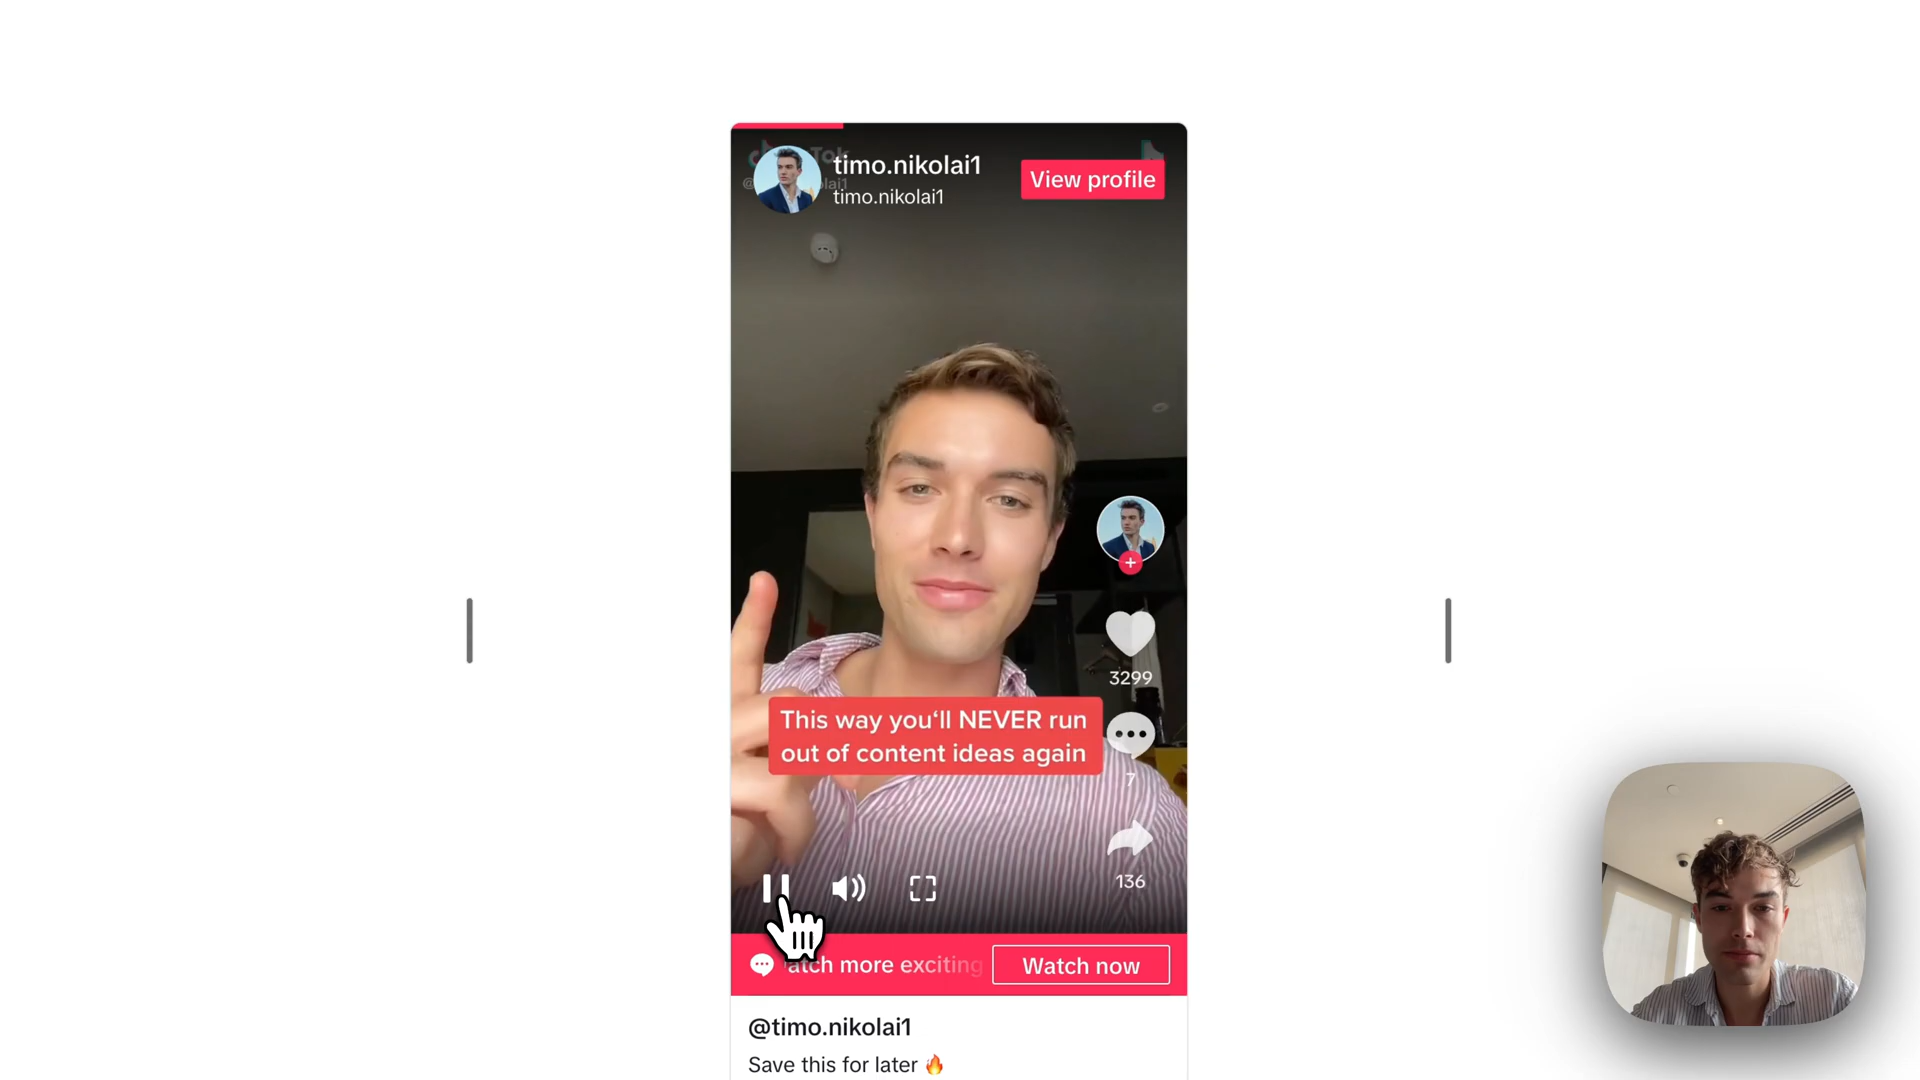 timo.nikolai1
timo.nikolai1
View profile
This way you‘ll NEVER run
out of content ideas again
3299
7
136
atch more exciting
Watch now
@timo.nikolai1
Save this for later 🔥